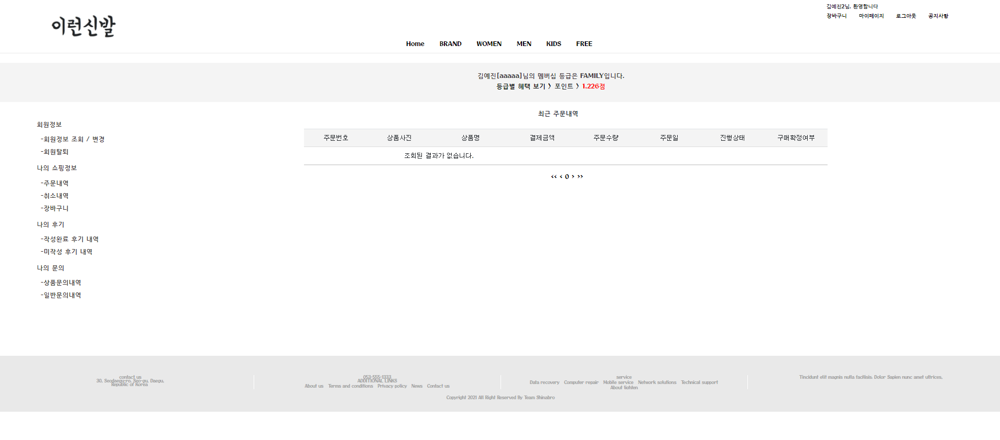 김예진2님, 환영합니다
이런신발
장바구니 마이페이지 로그아웃 공지사항
Home BRAND WOMEN MEN KIDS FREE
김예진[aaaaa]님의 멤버십 등급은 FAMILY입니다.
등급별 혜택 보기 > 포인트 > 1,226점
최근 주문내역
회원정보
-회원정보 조회 / 변경
-회원탈퇴
나의 쇼핑정보
-주문내역
-취소내역
-장바구니
나의 후기
-작성완료 후기 내역
-미작성 후기 내역
나의 문의
-상품문의내역
-일반문의내역
주문번호 상품사진 상품명 결제금액 주문수량 주문일 진행상태 구매확정여부
조회된 결과가 없습니다.
<< < 0 > >>
contact us
30, Seodaegu-ro, Seo-gu, Daegu,
Republic of Korea
053-555-1333
ADDITIONAL LINKS
About us Terms and conditions Privacy policy News Contact us
service
Data recovery Computer repair Mobile service Network solutions Technical support
About lighten
Tincidunt elit magnis nulla facilisis. Dolor Sapien nunc amet ultrices,
Copyright 2021 All Right Reserved By Team Shinabro